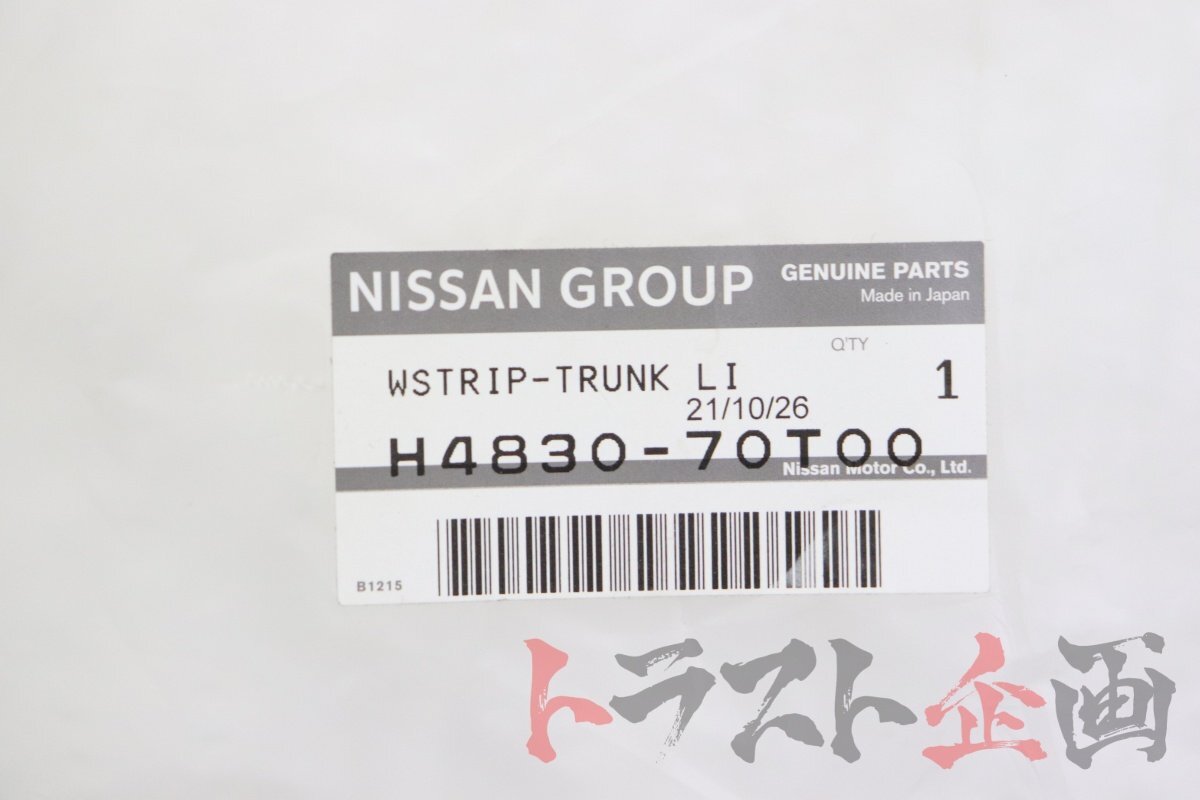 NISSAN GROUP
GENUINE PARTS
Made in Japan
Q'TY
WSTRIP-TRUNK LI
1
21/10/26
H4830-70T00
Nissan Motor Co., Ltd.
B1215
トラスト企画